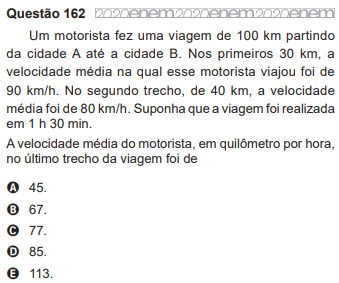 Questão 162 2020enem2020enem2020enem
Um motorista fez uma viagem de 100 km partindo
da cidade A até a cidade B. Nos primeiros 30 km, a
velocidade média na qual esse motorista viajou foi de
90 km/h. No segundo trecho, de 40 km, a velocidade
média foi de 80 km/h. Suponha que a viagem foi realizada
em 1 h 30 min.
A velocidade média do motorista, em quilômetro por hora,
no último trecho da viagem foi de
A 45.
B 67.
C 77.
D 85.
E 113.